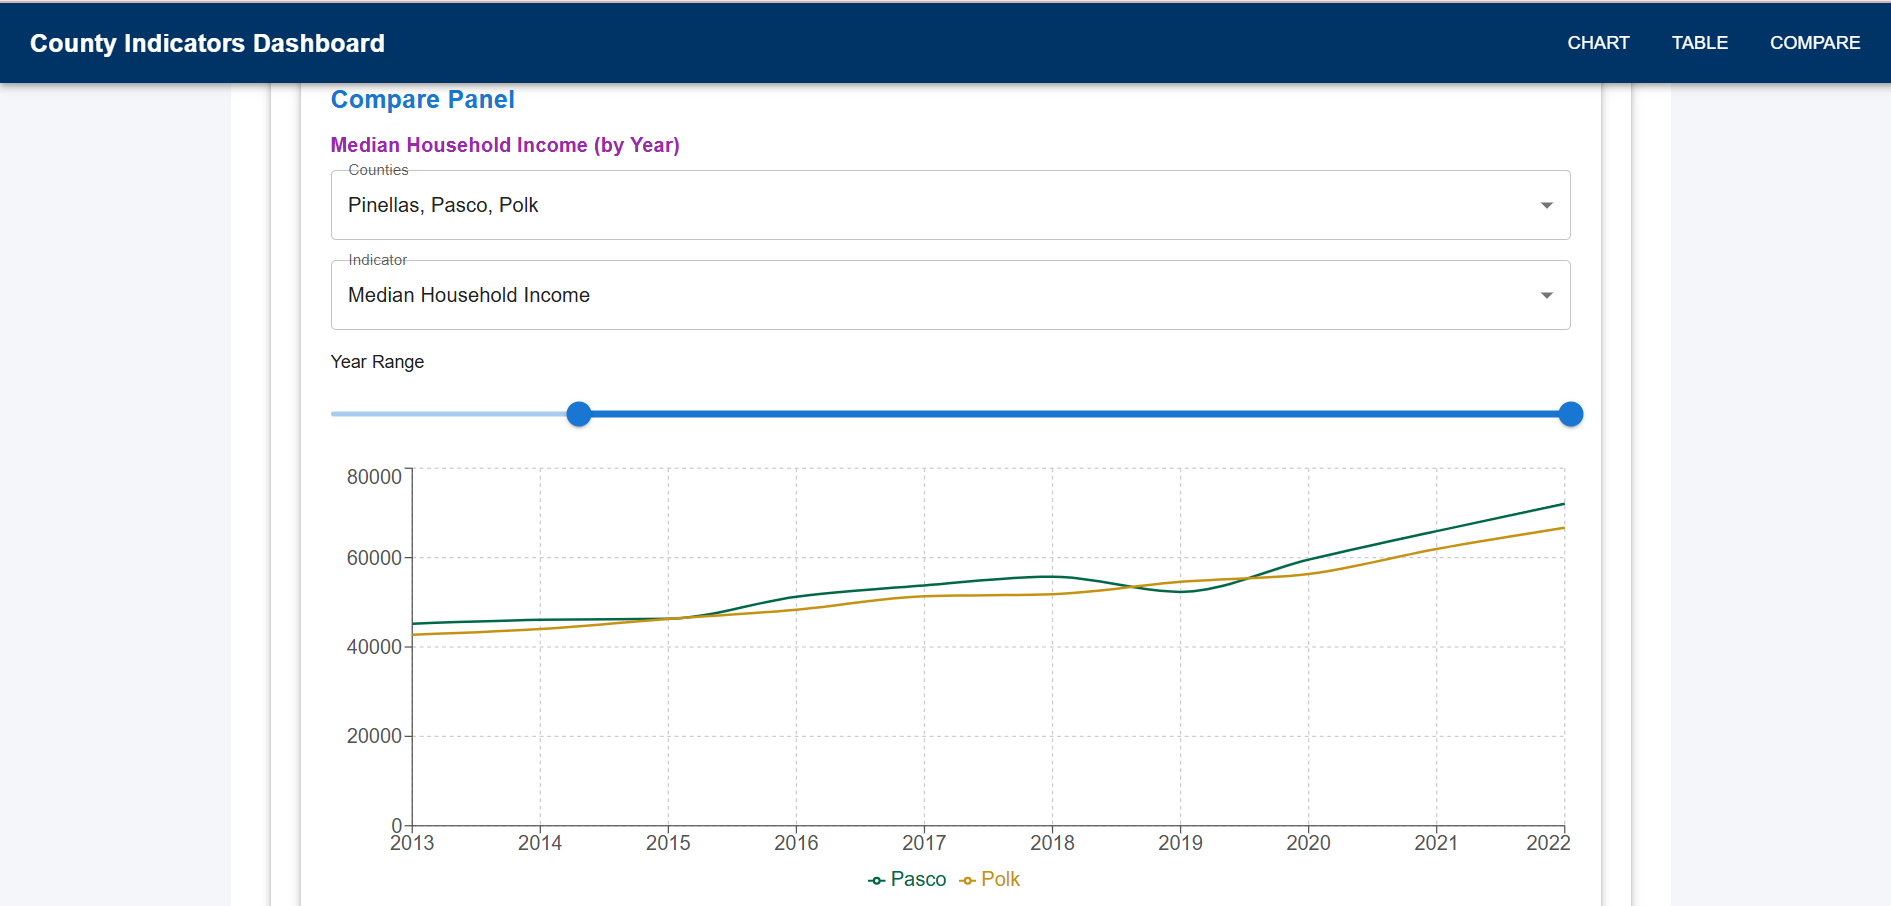 County Indicators Dashboard
CHART TABLE COMPARE
Compare Panel
Median Household Income (by Year)
Counties
Pinellas, Pasco, Polk
Indicator
Median Household Income
Year Range
80000
60000
40000
20000
0
2013 2014 2015 2016 2017 2018 2019 2020 2021 2022
Pasco Polk